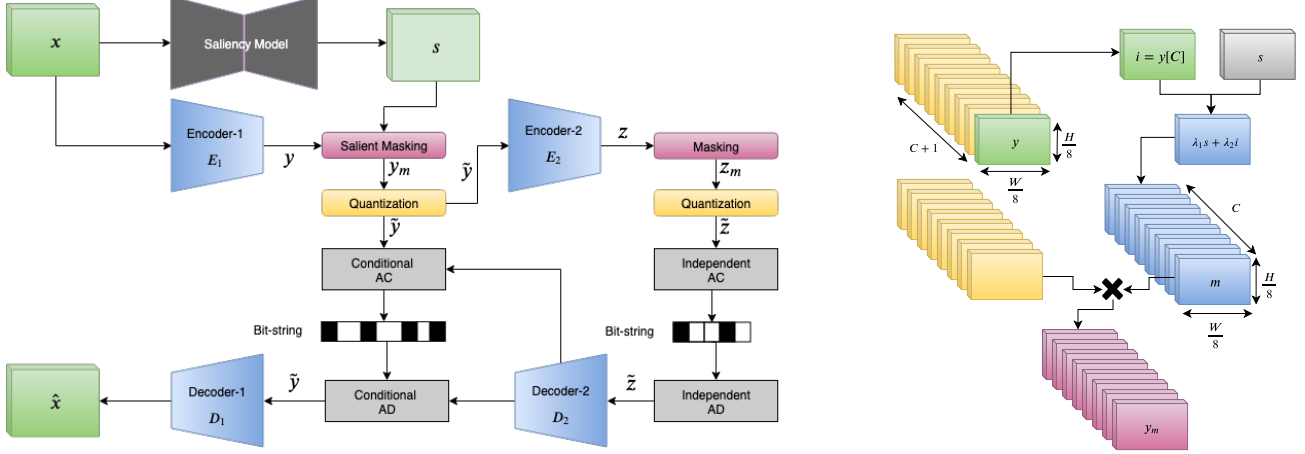 x
Saliency Model
s
Encoder-1
E₁
y
Salient Masking
yₘ
Quantization
ỹ
ỹ
Encoder-2
E₂
z
Masking
zₘ
Quantization
z̃
Conditional
AC
Independent
AC
Bit-string
Bit-string
x̂
Decoder-1
D₁
ỹ
Conditional
AD
Decoder-2
D₂
z̃
Independent
AD
i = y[C]
s
y
C + 1
H/8
W/8
λ₁s + λ₂i
C
m
H/8
W/8
yₘ